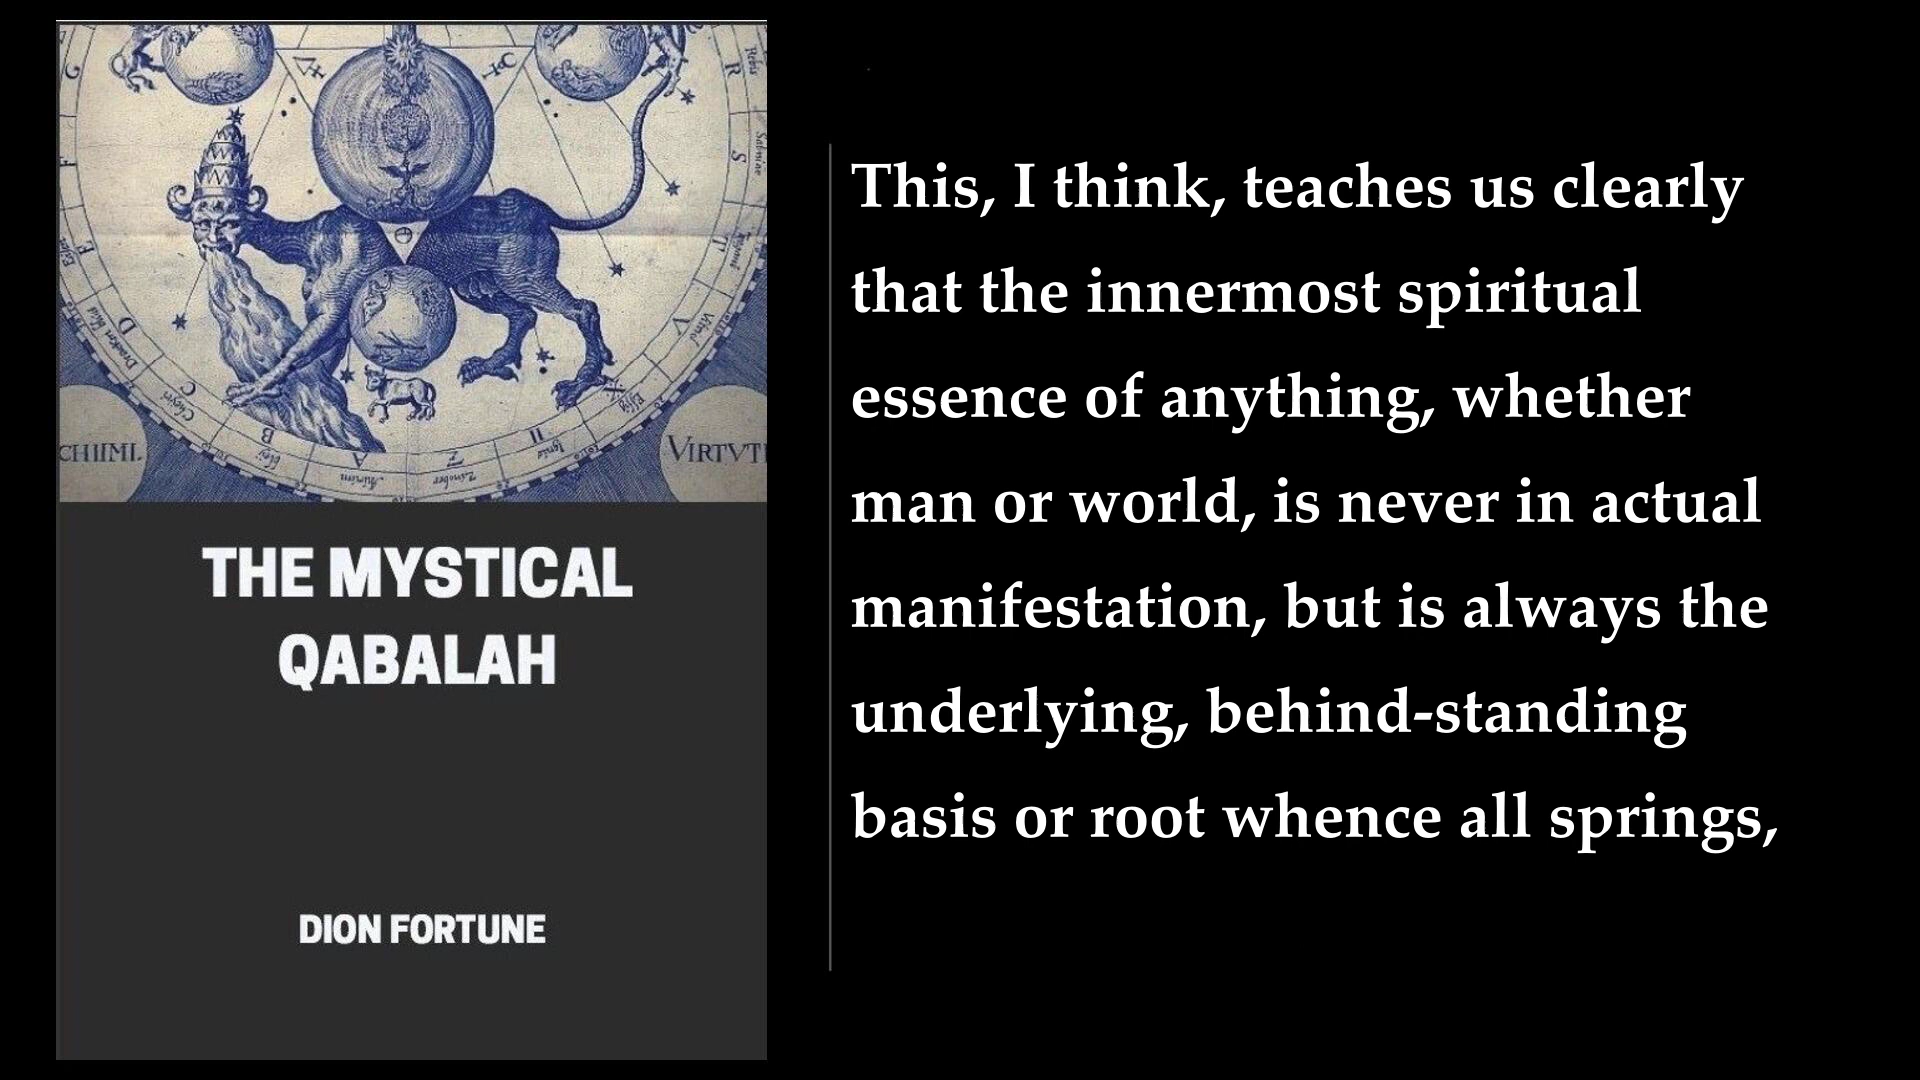 CHIIMI.
VIRTVTI
THE MYSTICAL
QABALAH
DION FORTUNE
This, I think, teaches us clearly
that the innermost spiritual
essence of anything, whether
man or world, is never in actual
manifestation, but is always the
underlying, behind-standing
basis or root whence all springs,